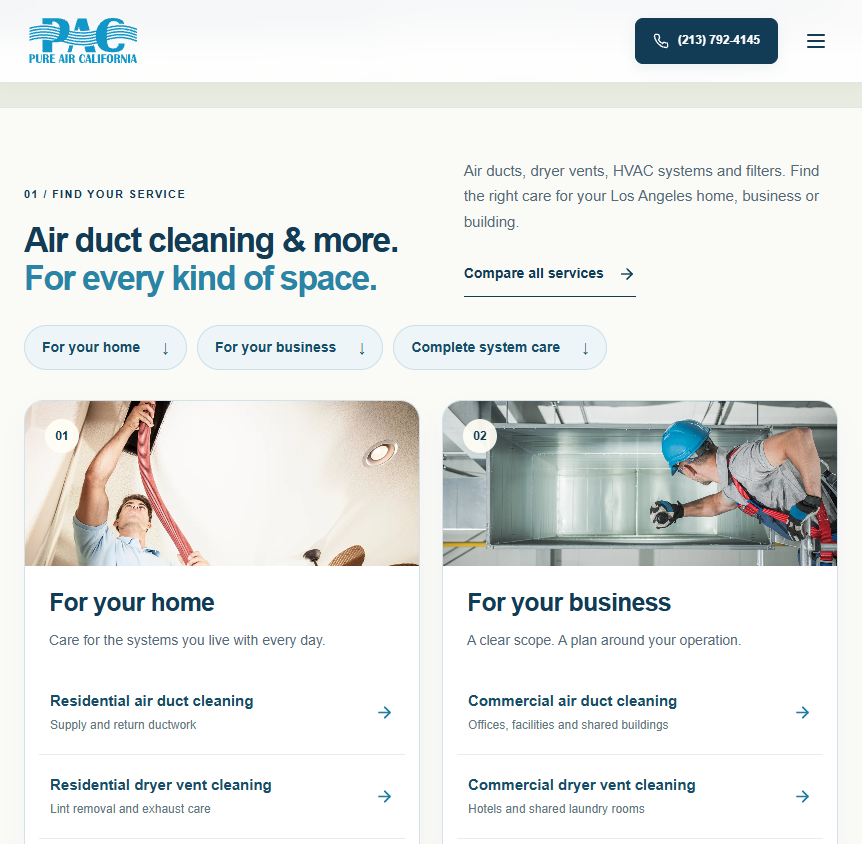 PAC
PURE AIR CALIFORNIA
(213) 792-4145
01 / FIND YOUR SERVICE
Air duct cleaning & more.
For every kind of space.
Air ducts, dryer vents, HVAC systems and filters. Find
the right care for your Los Angeles home, business or
building.
Compare all services →
For your home ↓
For your business ↓
Complete system care ↓
01
For your home
Care for the systems you live with every day.
Residential air duct cleaning
Supply and return ductwork
→
Residential dryer vent cleaning
Lint removal and exhaust care
→
02
For your business
A clear scope. A plan around your operation.
Commercial air duct cleaning
Offices, facilities and shared buildings
→
Commercial dryer vent cleaning
Hotels and shared laundry rooms
→